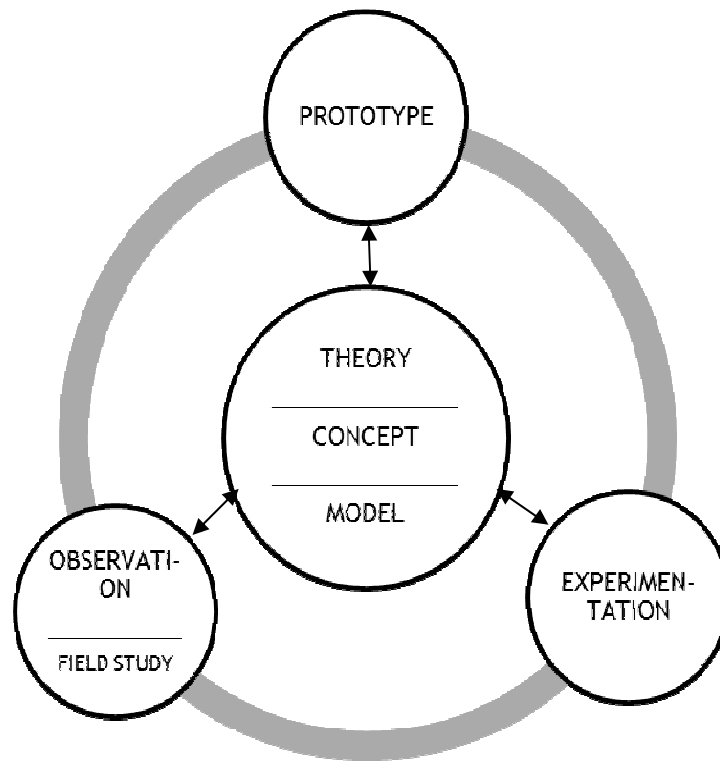 PROTOTYPE
THEORY
CONCEPT
MODEL
OBSERVATI-
ON
FIELD STUDY
EXPERIMEN-
TATION